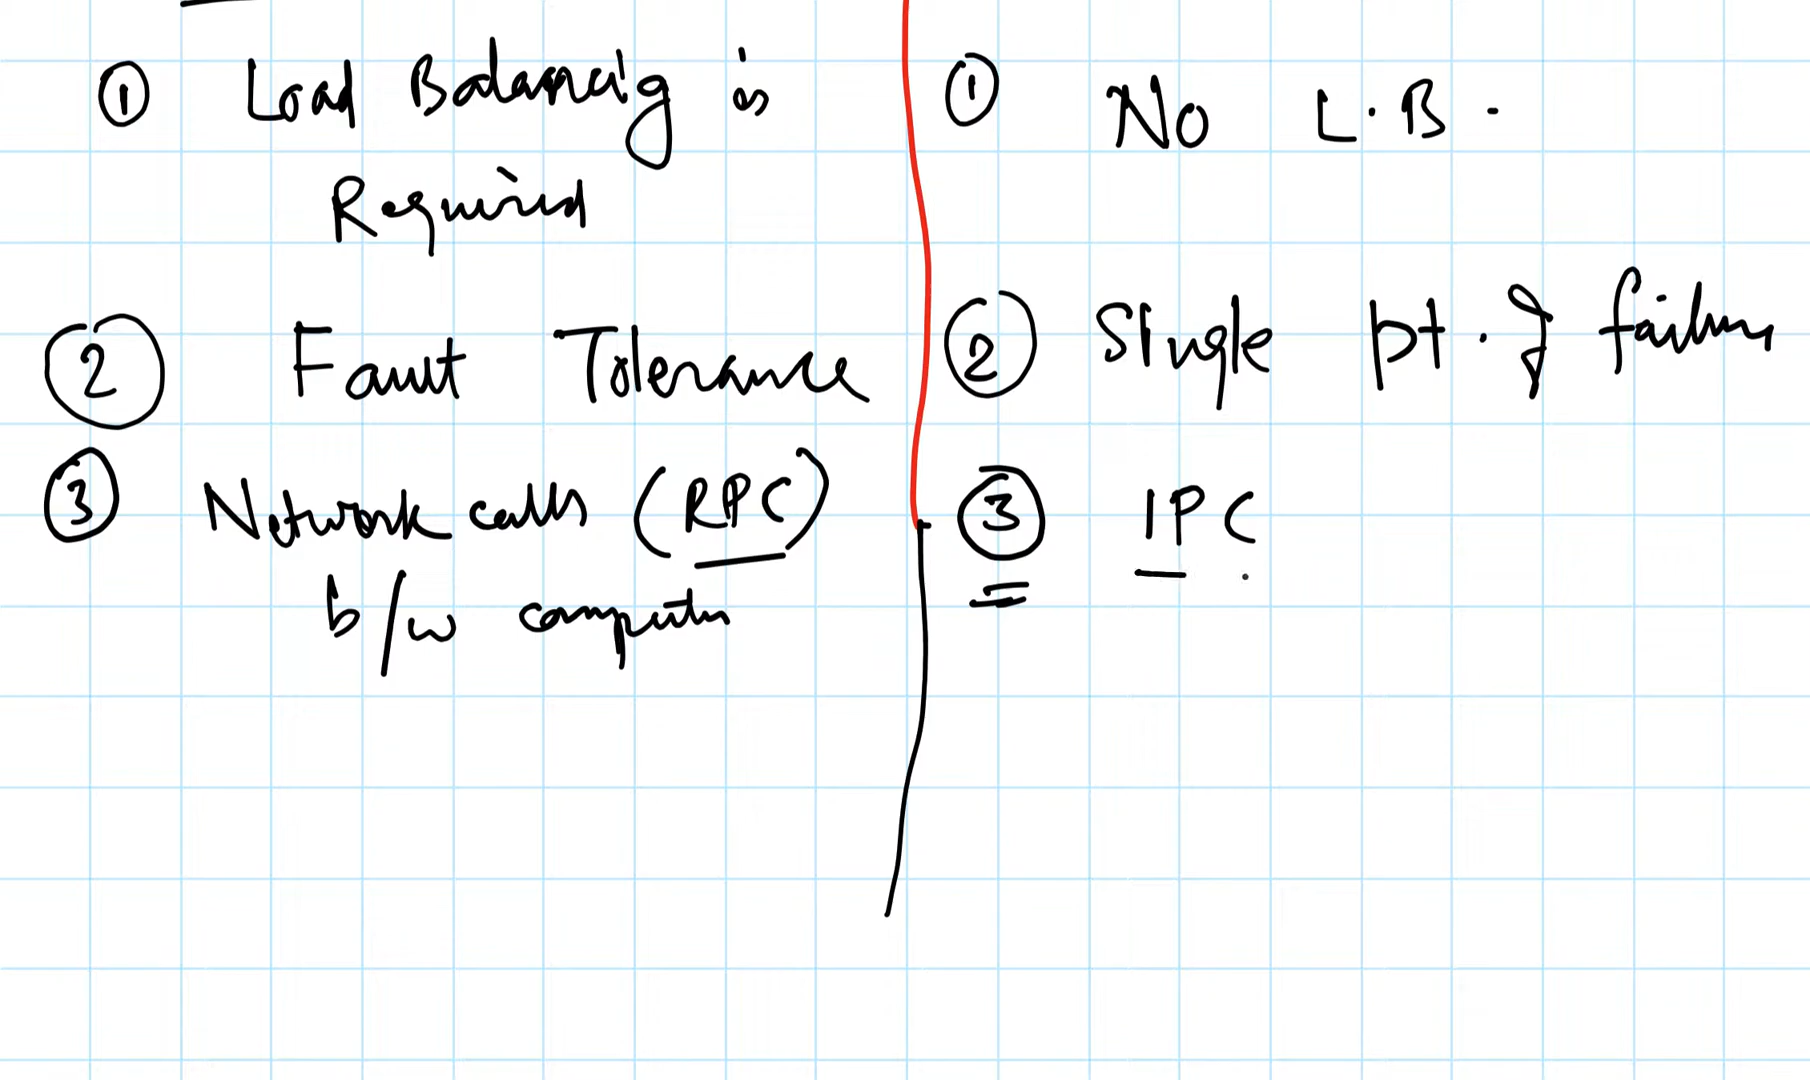 ① Load Balancing is
Required
② Fault Tolerance
③ Network calls (RPC)
b/w computers
① No L.B.
② Single pt. of failure
③ IPC